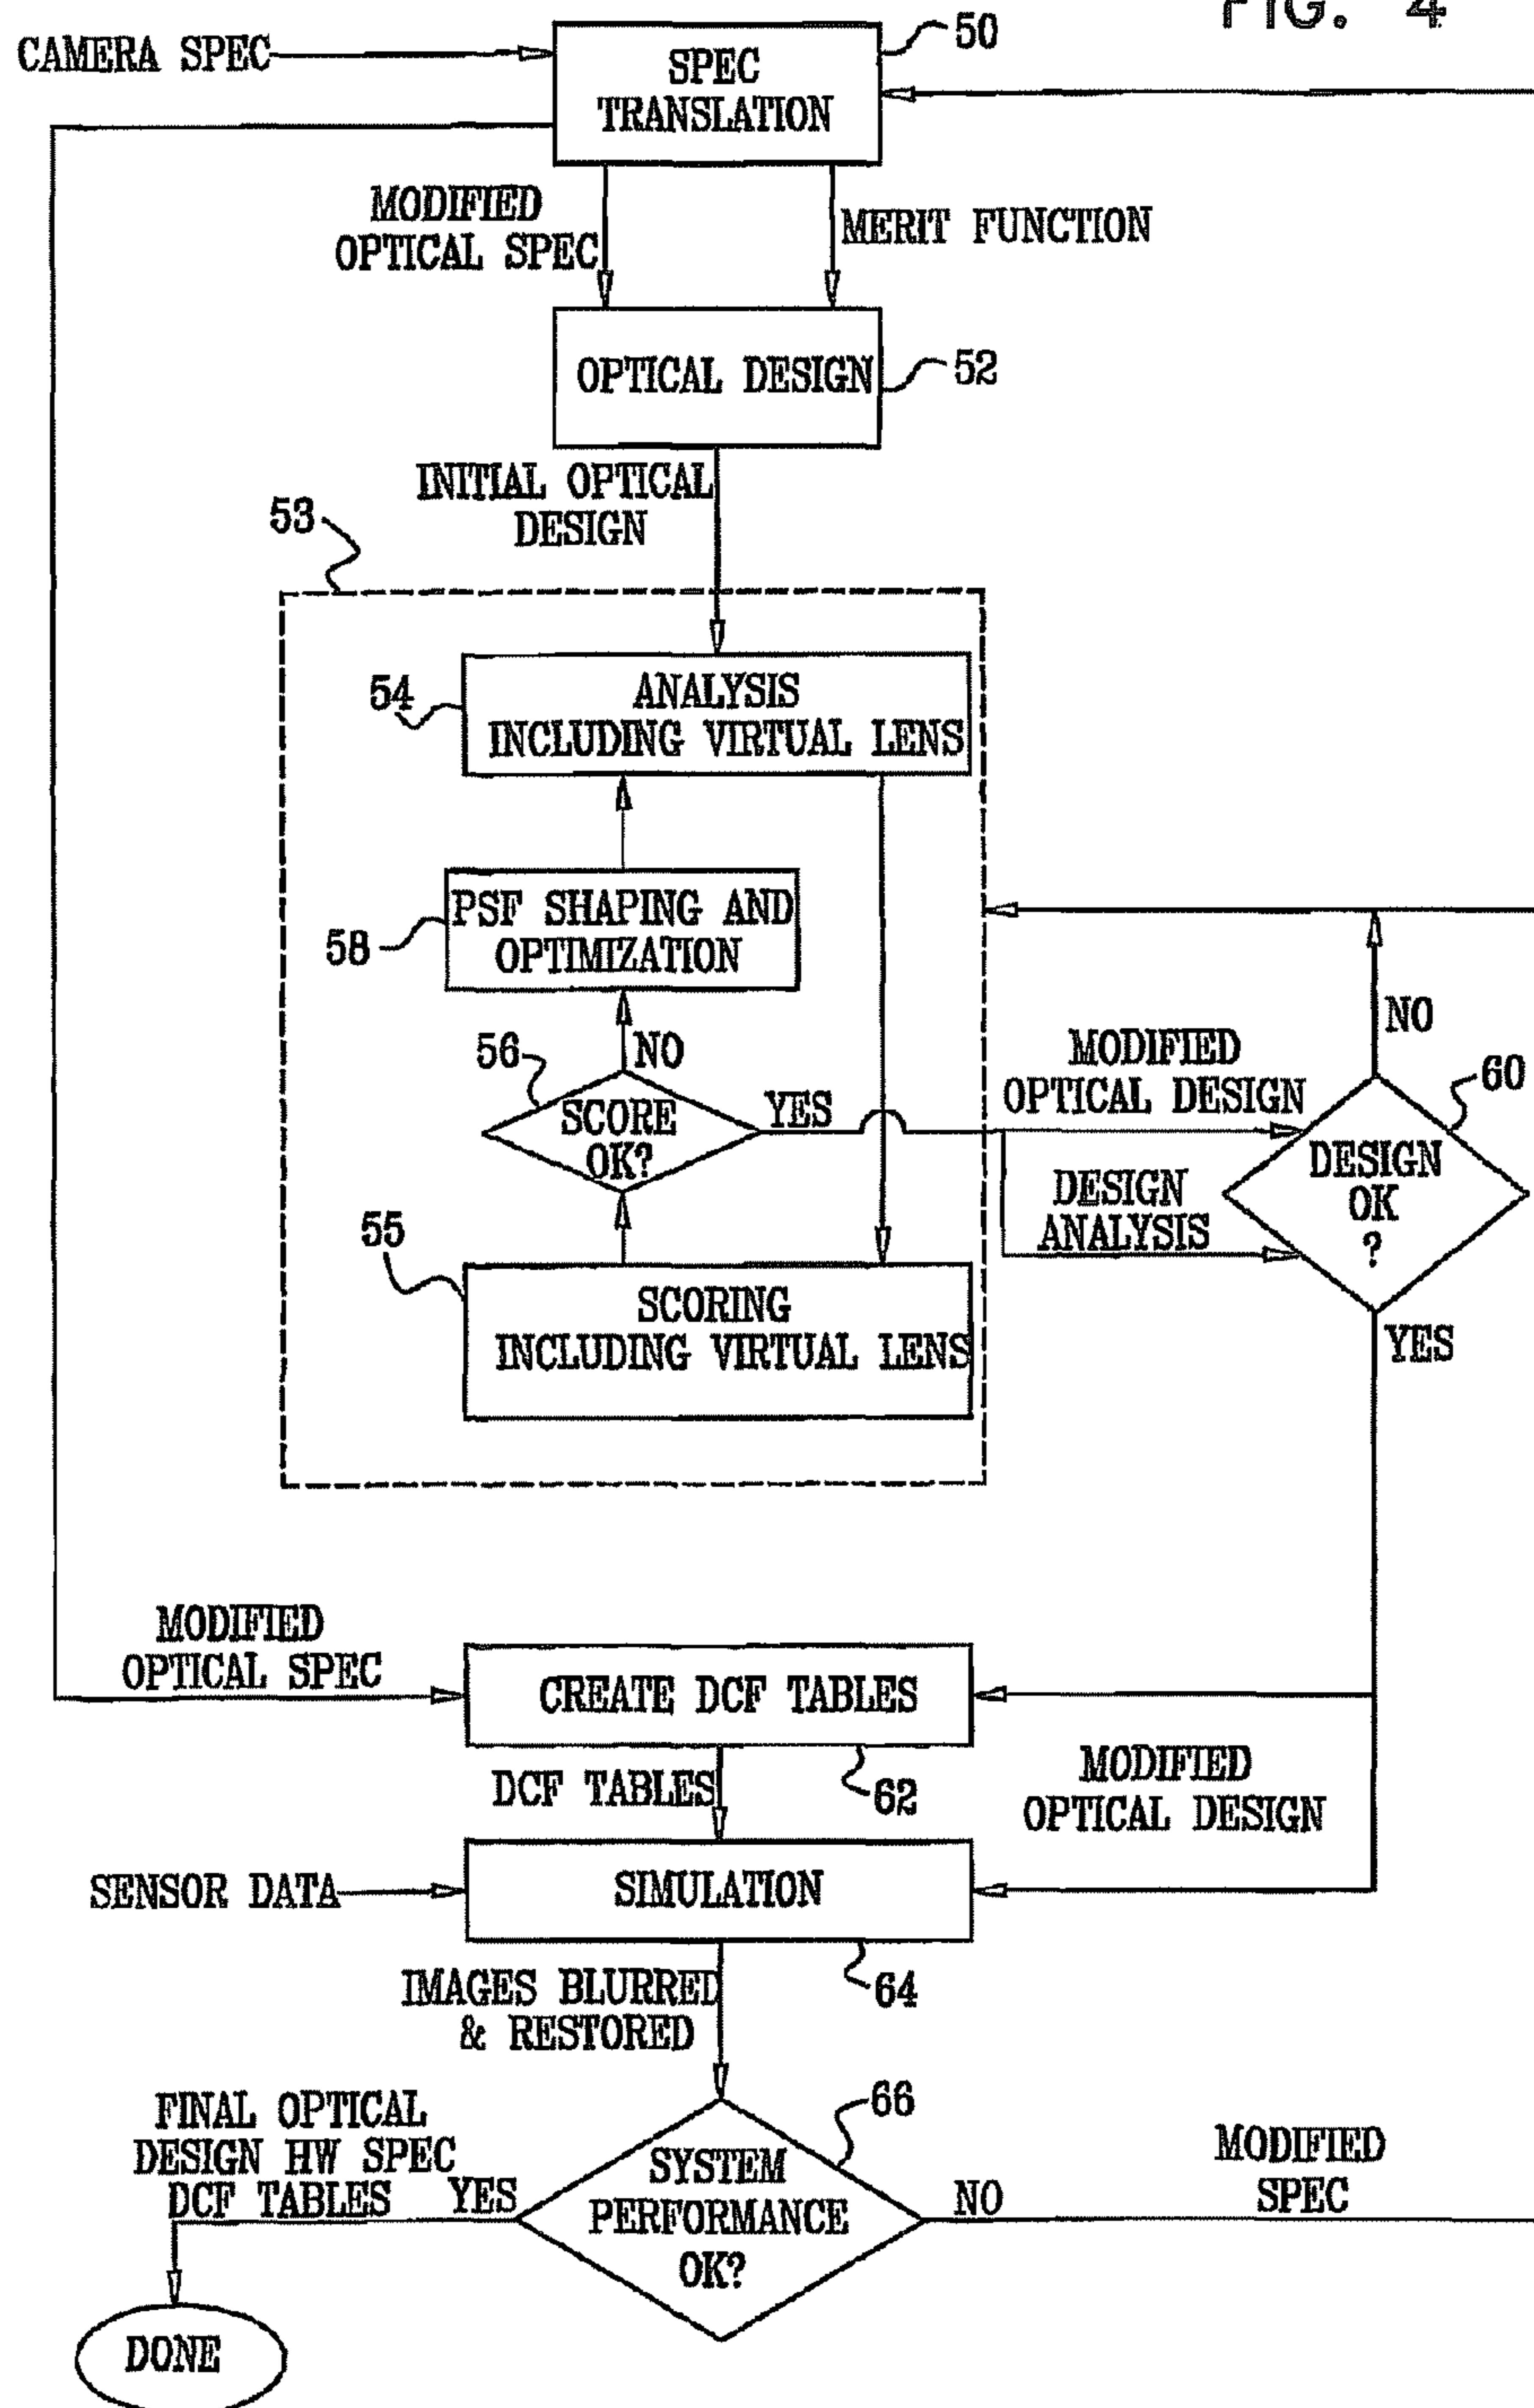 FIG. 4
CAMERA SPEC
50
SPEC
TRANSLATION
MODIFIED
OPTICAL SPEC
MERIT FUNCTION
OPTICAL DESIGN
52
INITIAL OPTICAL
DESIGN
53
54
ANALYSIS
INCLUDING VIRTUAL LENS
PSF SHAPING AND
OPTIMIZATION
58
NO
56
SCORE
OK?
YES
MODIFIED
OPTICAL DESIGN
NO
60
DESIGN
OK
?
DESIGN
ANALYSIS
YES
55
SCORING
INCLUDING VIRTUAL LENS
MODIFIED
OPTICAL SPEC
CREATE DCF TABLES
62
DCF TABLES
MODIFIED
OPTICAL DESIGN
SENSOR DATA
SIMULATION
64
IMAGES BLURRED
& RESTORED
66
FINAL OPTICAL
DESIGN HW SPEC
DCF TABLES
YES
SYSTEM
PERFORMANCE
OK?
NO
MODIFIED
SPEC
DONE